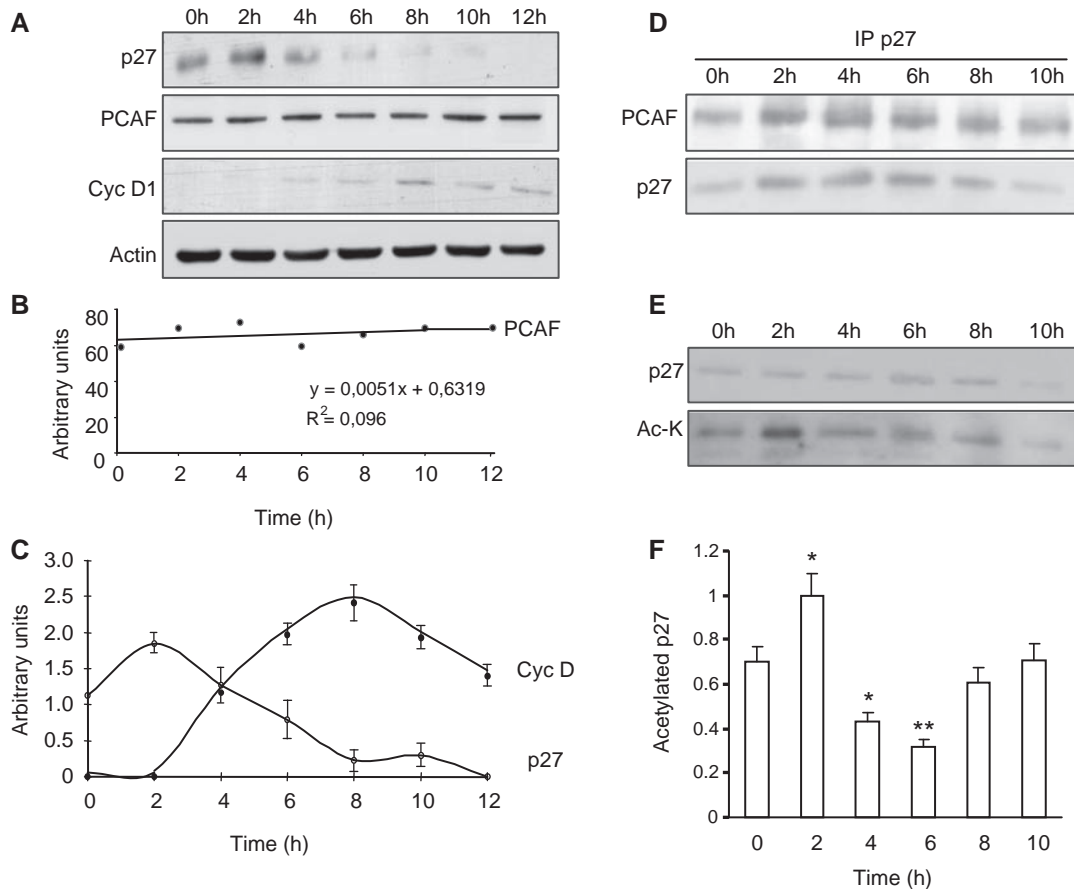 A
0h 2h 4h 6h 8h 10h 12h
p27
PCAF
Cyc D1
Actin
B
Arbitrary units
80
60
40
20
0
PCAF
y = 0,0051x + 0,6319
R2= 0,096
0 2 4 6 8 10 12
Time (h)
C
Arbitrary units
3.0
2.5
2.0
1.5
1.0
0.5
0
Cyc D
p27
0 2 4 6 8 10 12
Time (h)
D
IP p27
0h 2h 4h 6h 8h 10h
PCAF
p27
E
0h 2h 4h 6h 8h 10h
p27
Ac-K
F
Acetylated p27
1.2
1
0.8
0.6
0.4
0.2
0
* * **
0 2 4 6 8 10
Time (h)